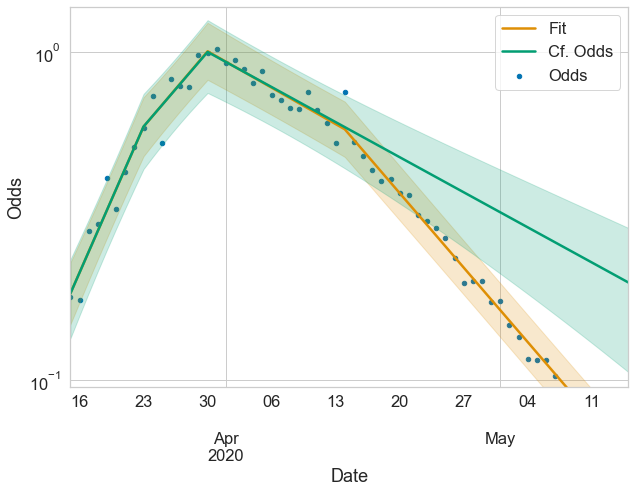 10⁰
10⁻¹
Odds
Fit
Cf. Odds
Odds
16 23 30 06 13 20 27 04 11
Apr May
2020
Date